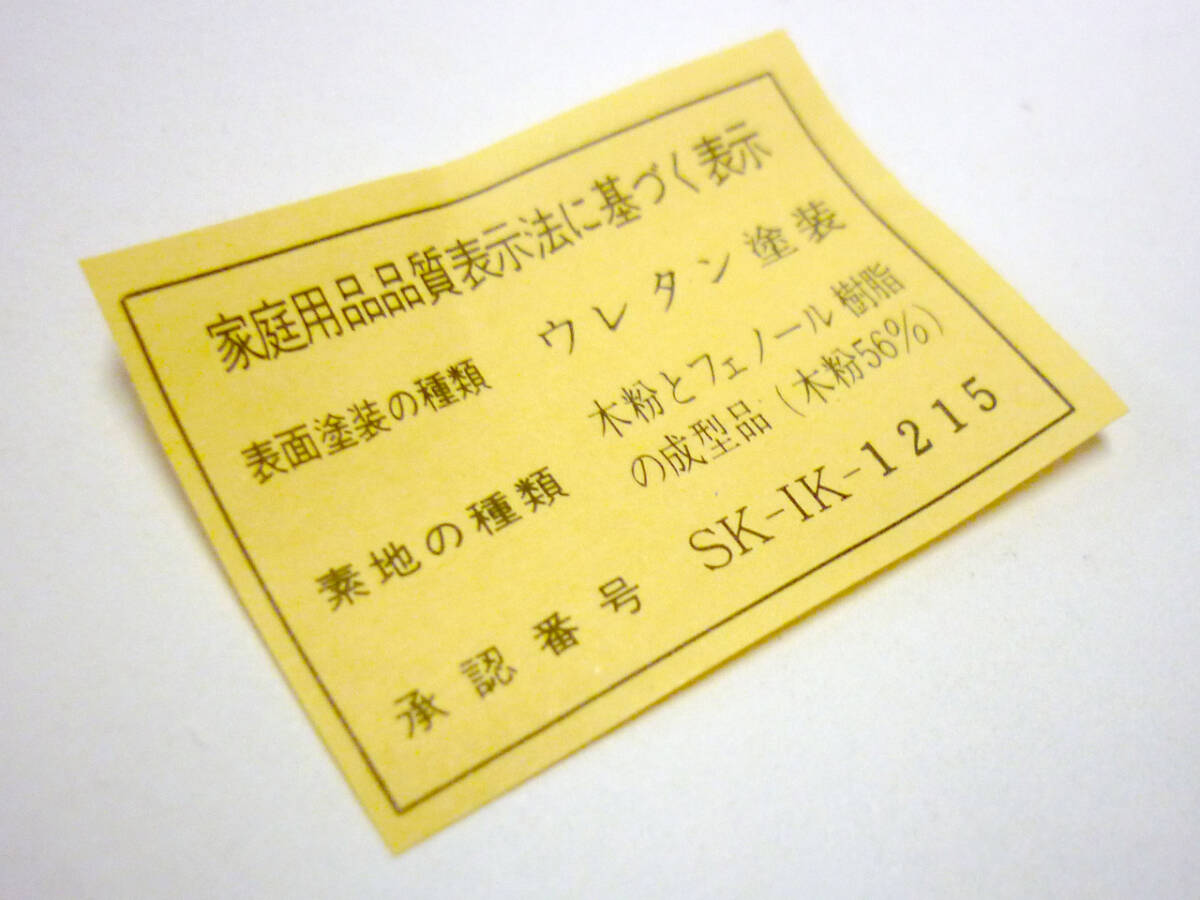 家庭用品品質表示法に基づく表示
表面塗装の種類 ウレタン塗装
素地の種類 木粉とフェノール樹脂
の成型品(木粉56%)
承認番号 SK-IK-1215